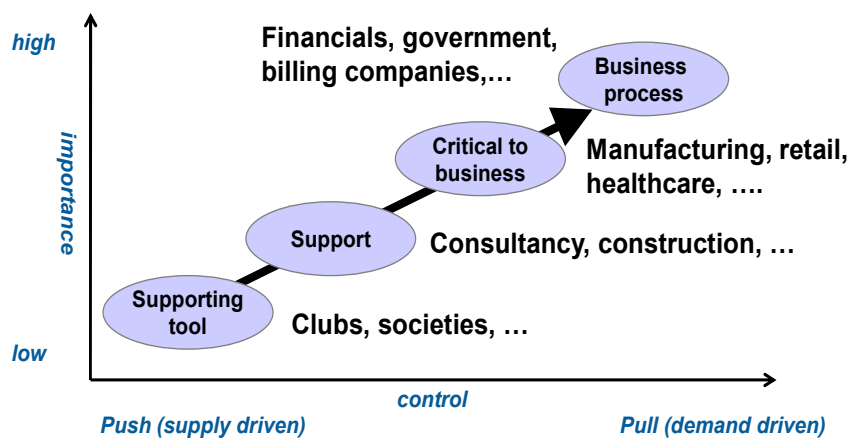 high
Financials, government,
billing companies,…
Business
process
importance
Critical to
business
Manufacturing, retail,
healthcare, ….
Support
Consultancy, construction, …
Supporting
tool
Clubs, societies, …
low
control
Push (supply driven)
Pull (demand driven)